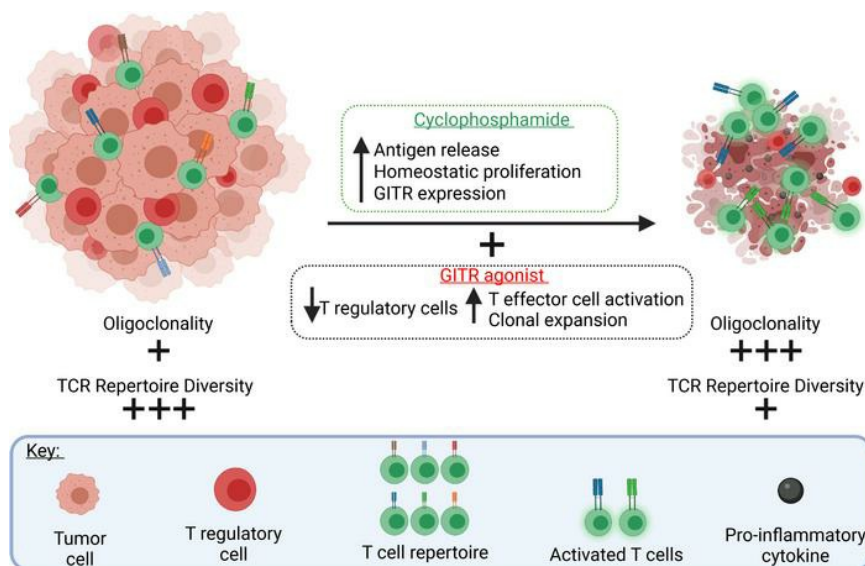 Cyclophosphamide
Antigen release
Homeostatic proliferation
GITR expression
+
GITR agonist
T regulatory cells
T effector cell activation
Clonal expansion
Oligoclonality
+
TCR Repertoire Diversity
+++
Oligoclonality
+++
TCR Repertoire Diversity
+
Key:
Tumor
cell
T regulatory
cell
T cell repertoire
Activated T cells
Pro-inflammatory
cytokine